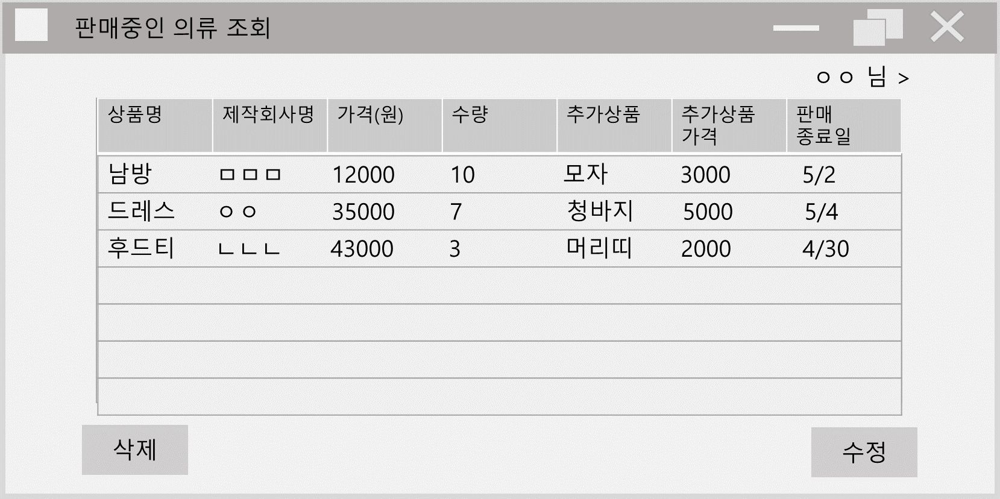 판매중인 의류 조회
ㅇㅇ 님 >
상품명 제작회사명 가격(원) 수량 추가상품 추가상품 가격 판매 종료일
남방 ㅁㅁㅁ 12000 10 모자 3000 5/2
드레스 ㅇㅇ 35000 7 청바지 5000 5/4
후드티 ㄴㄴㄴ 43000 3 머리띠 2000 4/30
삭제 수정